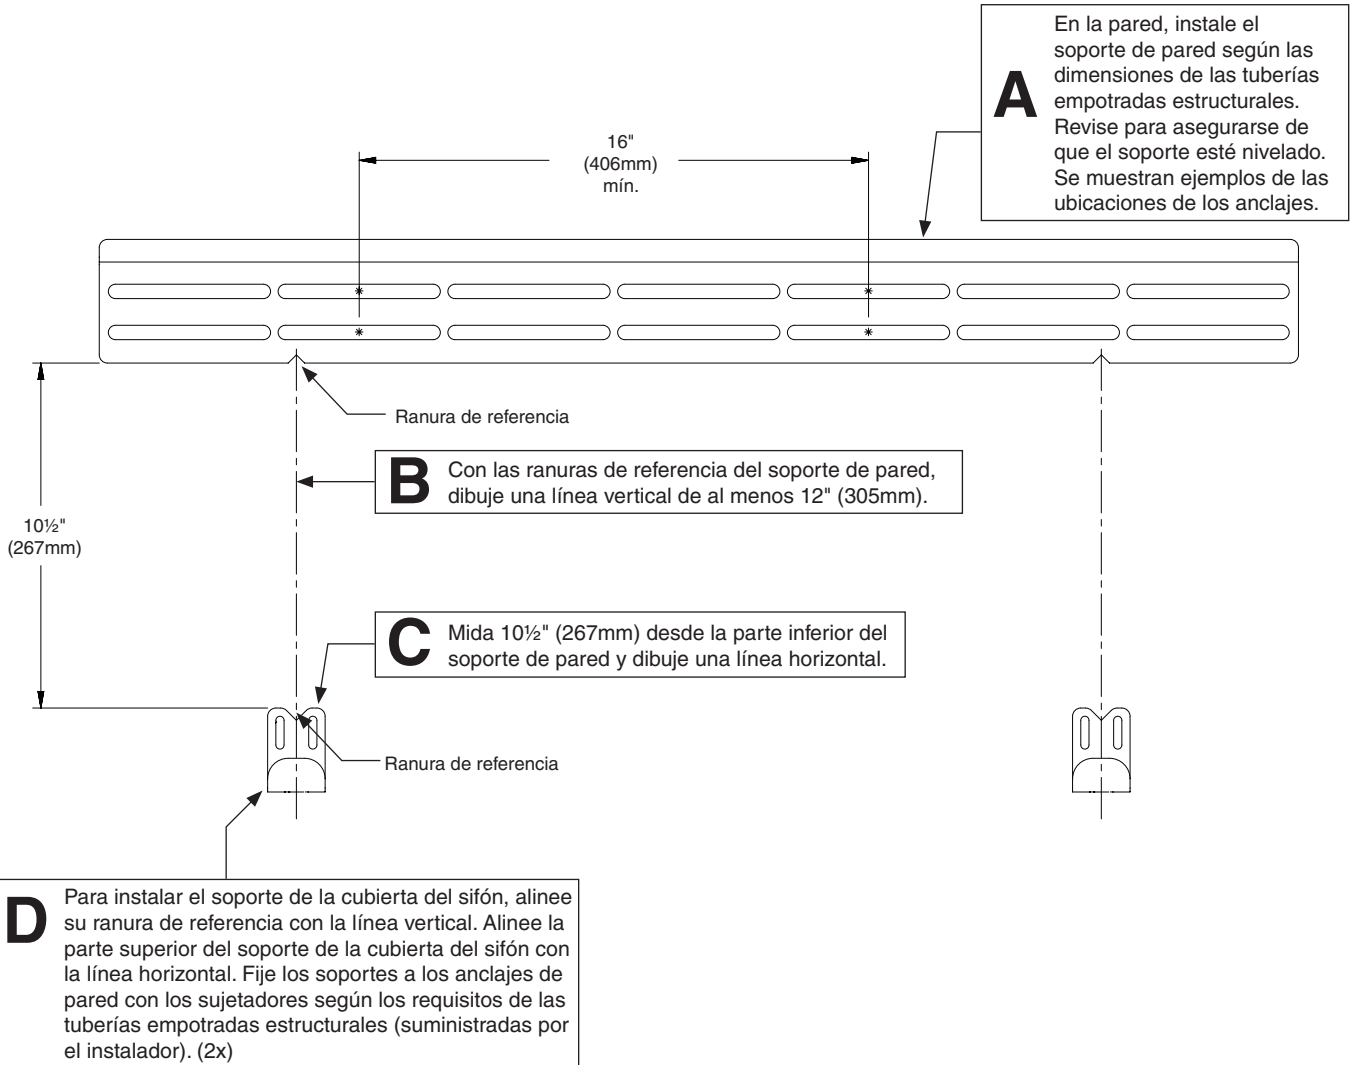 A
En la pared, instale el
soporte de pared según las
dimensiones de las tuberías
empotradas estructurales.
Revise para asegurarse de
que el soporte esté nivelado.
Se muestran ejemplos de las
ubicaciones de los anclajes.
16"
(406mm)
mín.
Ranura de referencia
B
Con las ranuras de referencia del soporte de pared,
dibuje una línea vertical de al menos 12" (305mm).
10½"
(267mm)
C
Mida 10½" (267mm) desde la parte inferior del
soporte de pared y dibuje una línea horizontal.
Ranura de referencia
D
Para instalar el soporte de la cubierta del sifón, alinee
su ranura de referencia con la línea vertical. Alinee la
parte superior del soporte de la cubierta del sifón con
la línea horizontal. Fije los soportes a los anclajes de
pared con los sujetadores según los requisitos de las
tuberías empotradas estructurales (suministradas por
el instalador). (2x)